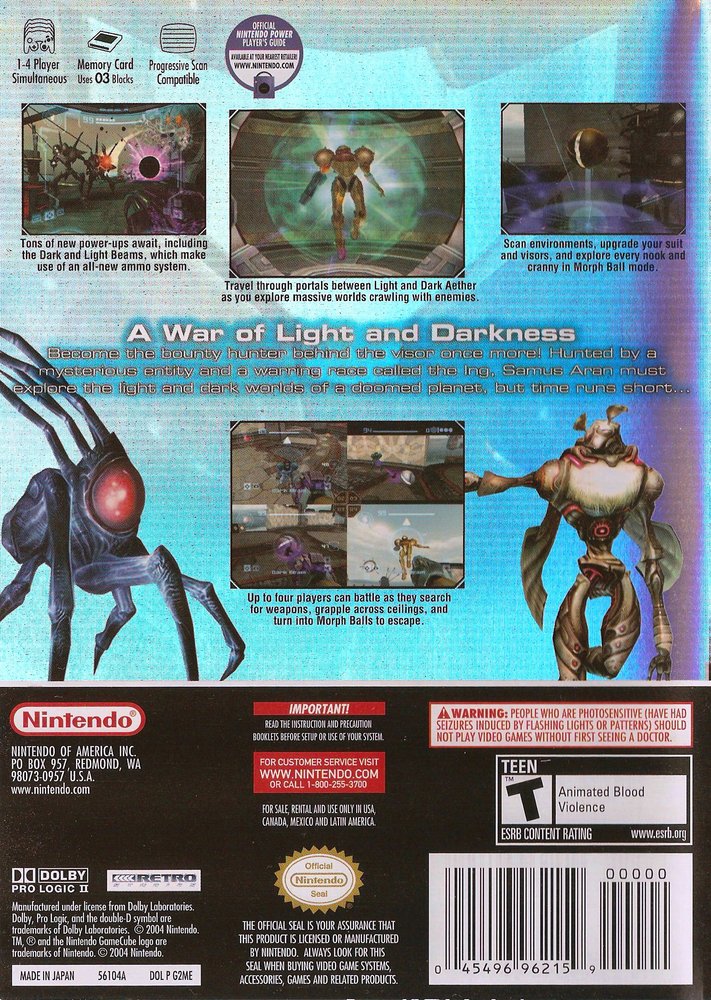 1-4 Player
Simultaneous
Memory Card
Uses 03 Blocks
Progressive Scan
Compatible
OFFICIAL
NINTENDO POWER
PLAYER'S GUIDE
AVAILABLE AT YOUR NEAREST RETAILER!
WWW.NINTENDO.COM
Tons of new power-ups await, including
the Dark and Light Beams, which make
use of an all-new ammo system.
Travel through portals between Light and Dark Aether
as you explore massive worlds crawling with enemies.
Scan environments, upgrade your suit
and visors, and explore every nook and
cranny in Morph Ball mode.
A War of Light and Darkness
Become the bounty hunter behind the visor once more! Hunted by a
mysterious entity and a warring race called the Ing, Samus Aran must
explore the light and dark worlds of a doomed planet, but time runs short...
Up to four players can battle as they search
for weapons, grapple across ceilings, and
turn into Morph Balls to escape.
Nintendo®
NINTENDO OF AMERICA INC.
PO BOX 957, REDMOND, WA
98073-0957 U.S.A.
www.nintendo.com
IMPORTANT!
READ THE INSTRUCTION AND PRECAUTION
BOOKLETS BEFORE SETUP OR USE OF YOUR SYSTEM.
FOR CUSTOMER SERVICE VISIT
WWW.NINTENDO.COM
OR CALL 1-800-255-3700
FOR SALE, RENTAL AND USE ONLY IN USA,
CANADA, MEXICO AND LATIN AMERICA.
WARNING: PEOPLE WHO ARE PHOTOSENSITIVE (HAVE HAD
SEIZURES INDUCED BY FLASHING LIGHTS OR PATTERNS) SHOULD
NOT PLAY VIDEO GAMES WITHOUT FIRST SEEING A DOCTOR.
TEEN
T
TM
Animated Blood
Violence
ESRB CONTENT RATING www.esrb.org
DOLBY
PRO LOGIC II
RETRO
STUDIOS
Manufactured under license from Dolby Laboratories.
Dolby, Pro Logic, and the double-D symbol are
trademarks of Dolby Laboratories. © 2004 Nintendo.
TM, ® and the Nintendo GameCube logo are
trademarks of Nintendo. © 2004 Nintendo.
MADE IN JAPAN 56104A DOL P G2ME
Official
Nintendo
Seal
THE OFFICIAL SEAL IS YOUR ASSURANCE THAT
THIS PRODUCT IS LICENSED OR MANUFACTURED
BY NINTENDO. ALWAYS LOOK FOR THIS
SEAL WHEN BUYING VIDEO GAME SYSTEMS,
ACCESSORIES, GAMES AND RELATED PRODUCTS.
00000
0 45496 96215 9